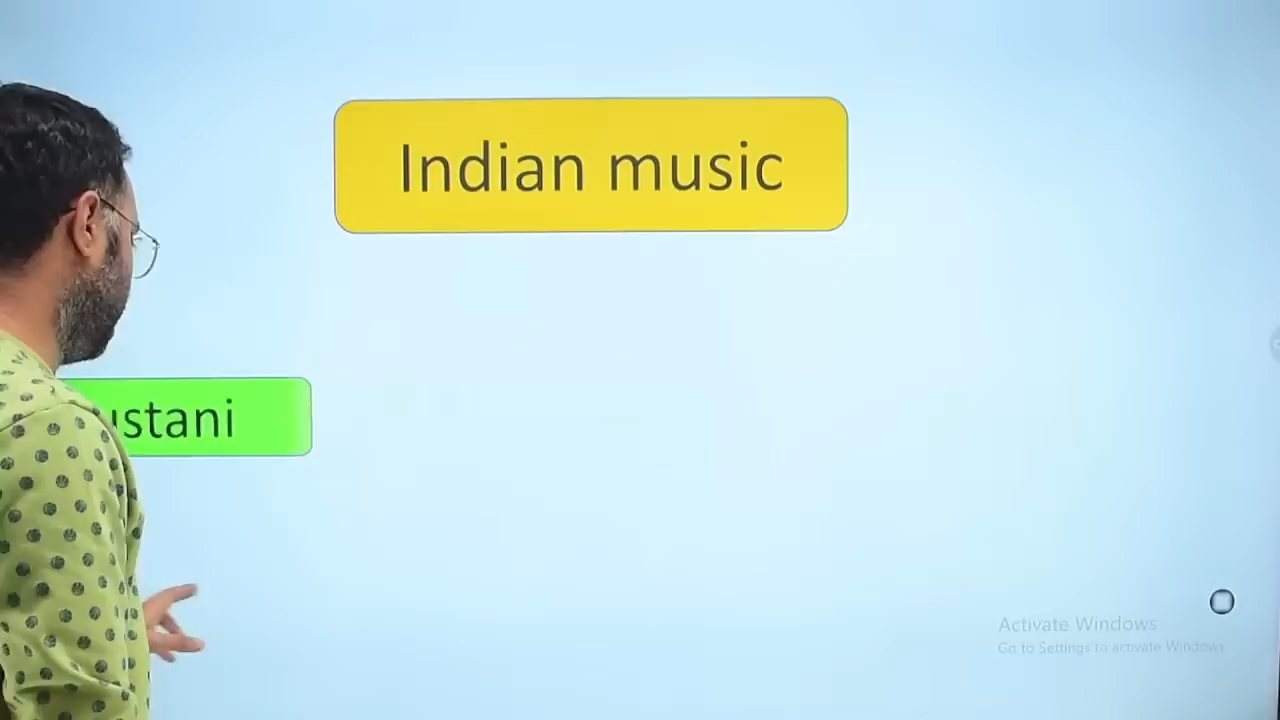 Indian music
ustani
Activate Windows
Go to Settings to activate Windows.